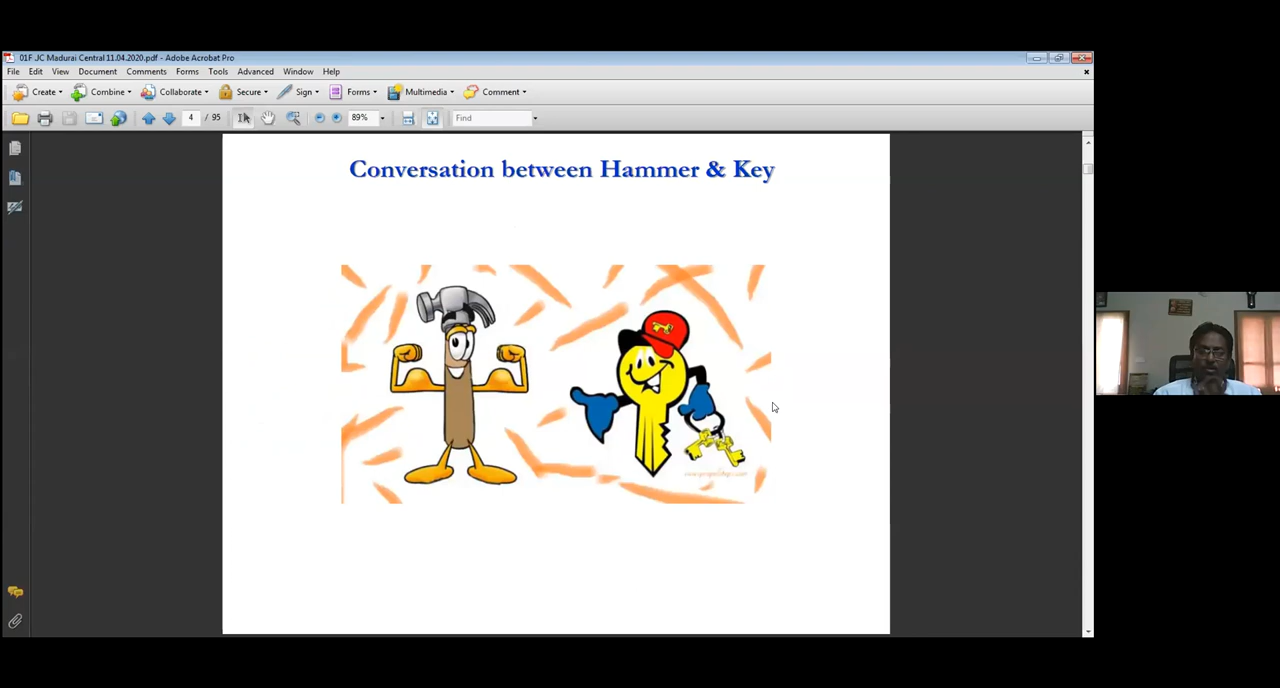 01F JC Madurai Central 11.04.2020.pdf - Adobe Acrobat Pro
File Edit View Document Comments Forms Tools Advanced Window Help
Create Combine Collaborate Secure Sign Forms Multimedia Comment
4 / 95 89% Find
Conversation between Hammer & Key